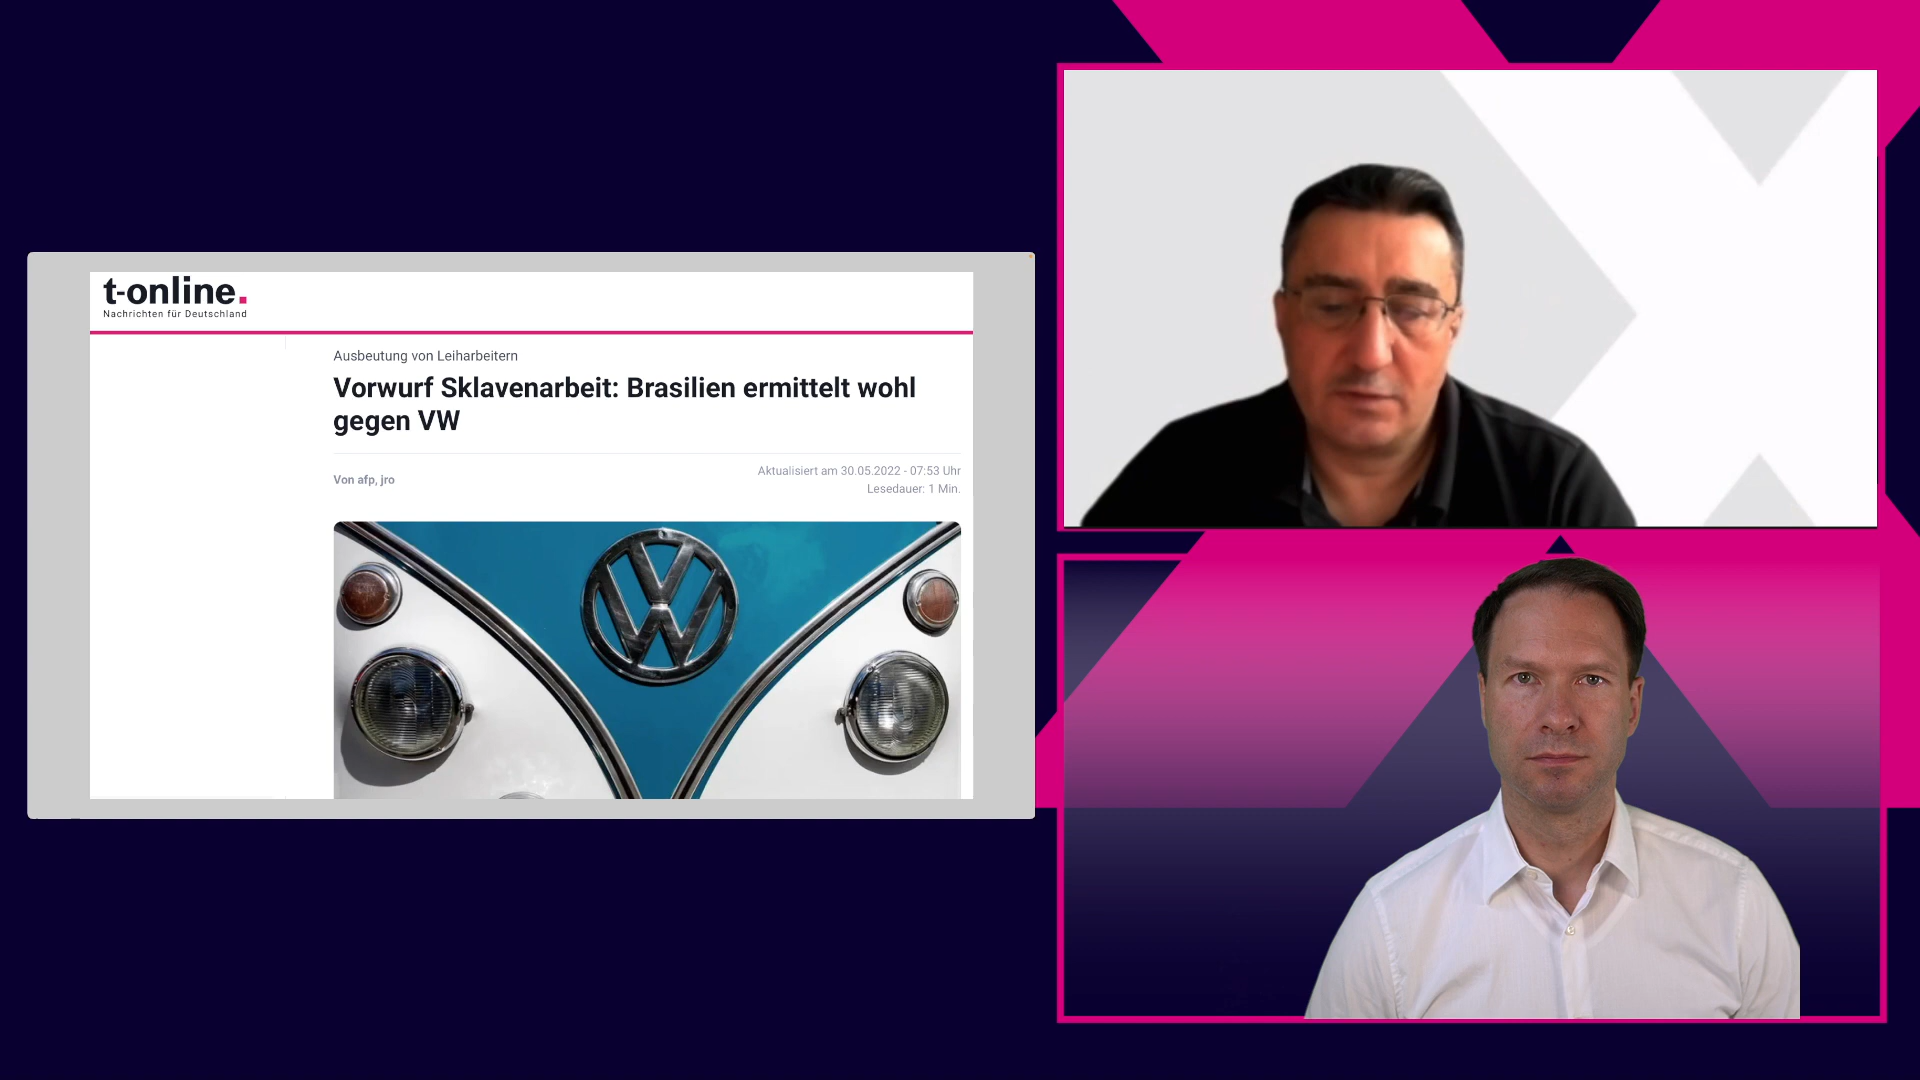 t-online.
Nachrichten für Deutschland
Ausbeutung von Leiharbeitern
Vorwurf Sklavenarbeit: Brasilien ermittelt wohl
gegen VW
Von afp, jro
Aktualisiert am 30.05.2022 - 07:53 Uhr
Lesedauer: 1 Min.
VW